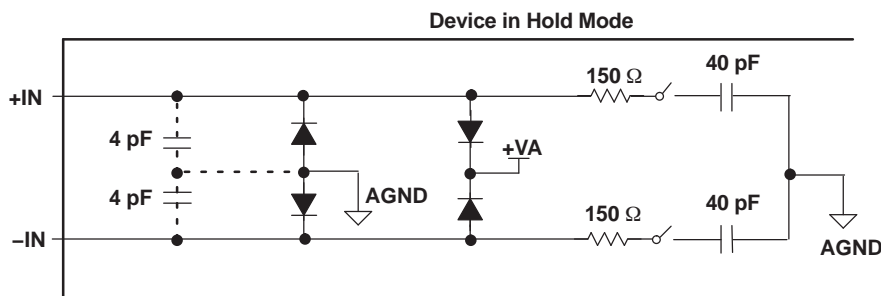 Device in Hold Mode
150 Ω
40 pF
+IN
4 pF
+VA
4 pF
AGND
150 Ω
40 pF
−IN
AGND